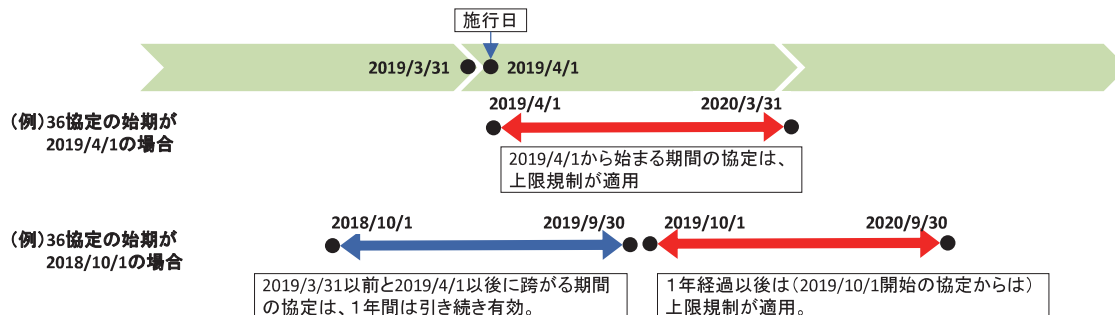 施行日
2019/3/31
2019/4/1
(例)36協定の始期が
2019/4/1の場合
2019/4/1
2020/3/31
2019/4/1から始まる期間の協定は、
上限規制が適用
(例)36協定の始期が
2018/10/1の場合
2018/10/1
2019/9/30
2019/10/1
2020/9/30
2019/3/31以前と2019/4/1以後に跨がる期間
の協定は、1年間は引き続き有効。
1年経過以後は(2019/10/1開始の協定からは)
上限規制が適用。